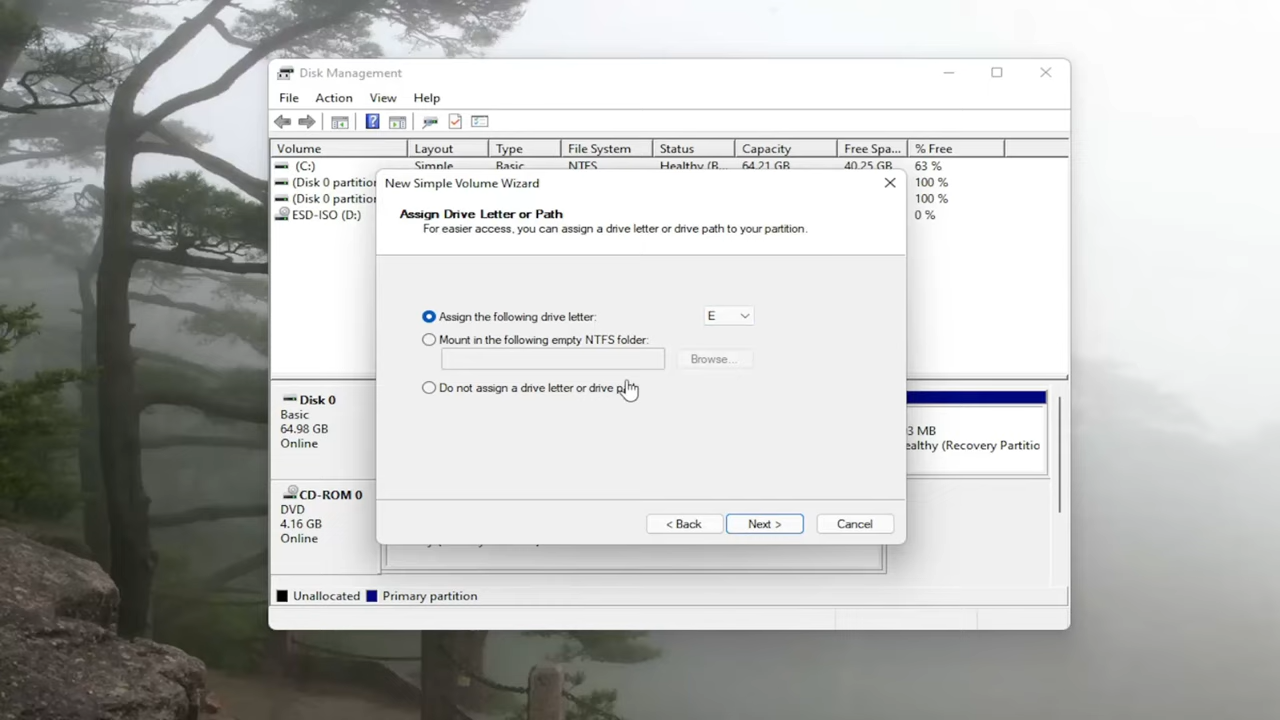 Disk Management
File Action View Help
Volume Layout Type File System Status Capacity Free Spa... % Free
(C:) Simple Basic NTFS Healthy (B... 64.21 GB 40.25 GB 63 %
(Disk 0 partition 100 %
(Disk 0 partition 100 %
ESD-ISO (D:) 0 %
New Simple Volume Wizard
Assign Drive Letter or Path
For easier access, you can assign a drive letter or drive path to your partition.
Assign the following drive letter: E
Mount in the following empty NTFS folder:
Browse...
Do not assign a drive letter or drive p
< Back Next > Cancel
Disk 0
Basic
64.98 GB
Online
3 MB
ealthy (Recovery Partitio
CD-ROM 0
DVD
4.16 GB
Online
Unallocated Primary partition